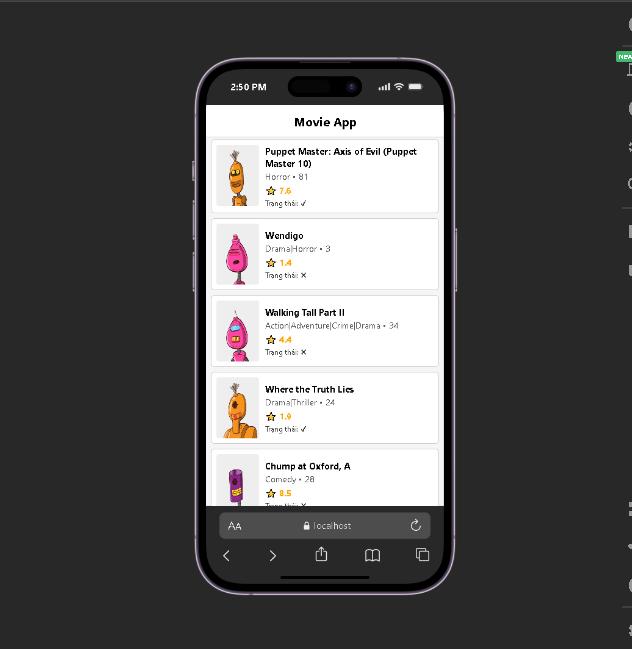 NEW
2:50 PM
Movie App
Puppet Master: Axis of Evil (Puppet
Master 10)
Horror • 81
7.6
Trạng thái: ✓
Wendigo
Drama|Horror • 3
1.4
Trạng thái: ✕
Walking Tall Part II
Action|Adventure|Crime|Drama • 34
4.4
Trạng thái: ✕
Where the Truth Lies
Drama|Thriller • 24
1.9
Trạng thái: ✓
Chump at Oxford, A
Comedy • 28
8.5
Trạng thái: ✕
AA
localhost